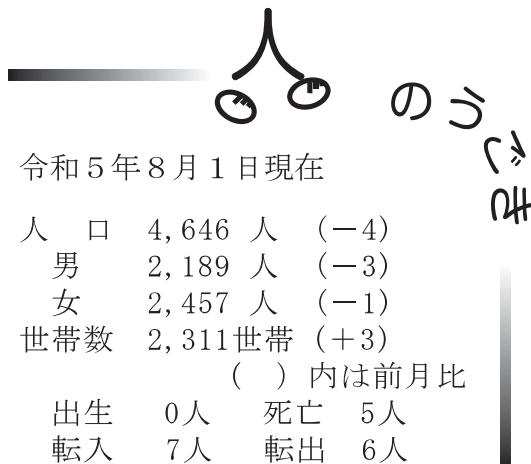 人のうごき
令和５年８月１日現在
人　口　4,646 人　(－4)
男　2,189 人　(－3)
女　2,457 人　(－1)
世帯数　2,311世帯　(＋3)
(　) 内は前月比
出生　0人　死亡　5人
転入　7人　転出　6人